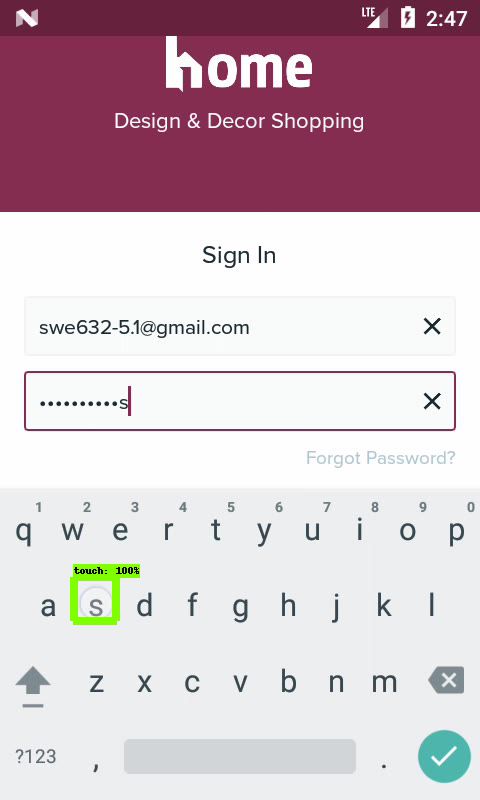 LTE 2:47
home
Design & Decor Shopping
Sign In
swe632-5.1@gmail.com
••••••••••s
Forgot Password?
1 2 3 4 5 6 7 8 9 0
q w e r t y u i o p
touch: 100%
a s d f g h j k l
z x c v b n m
?123 , .